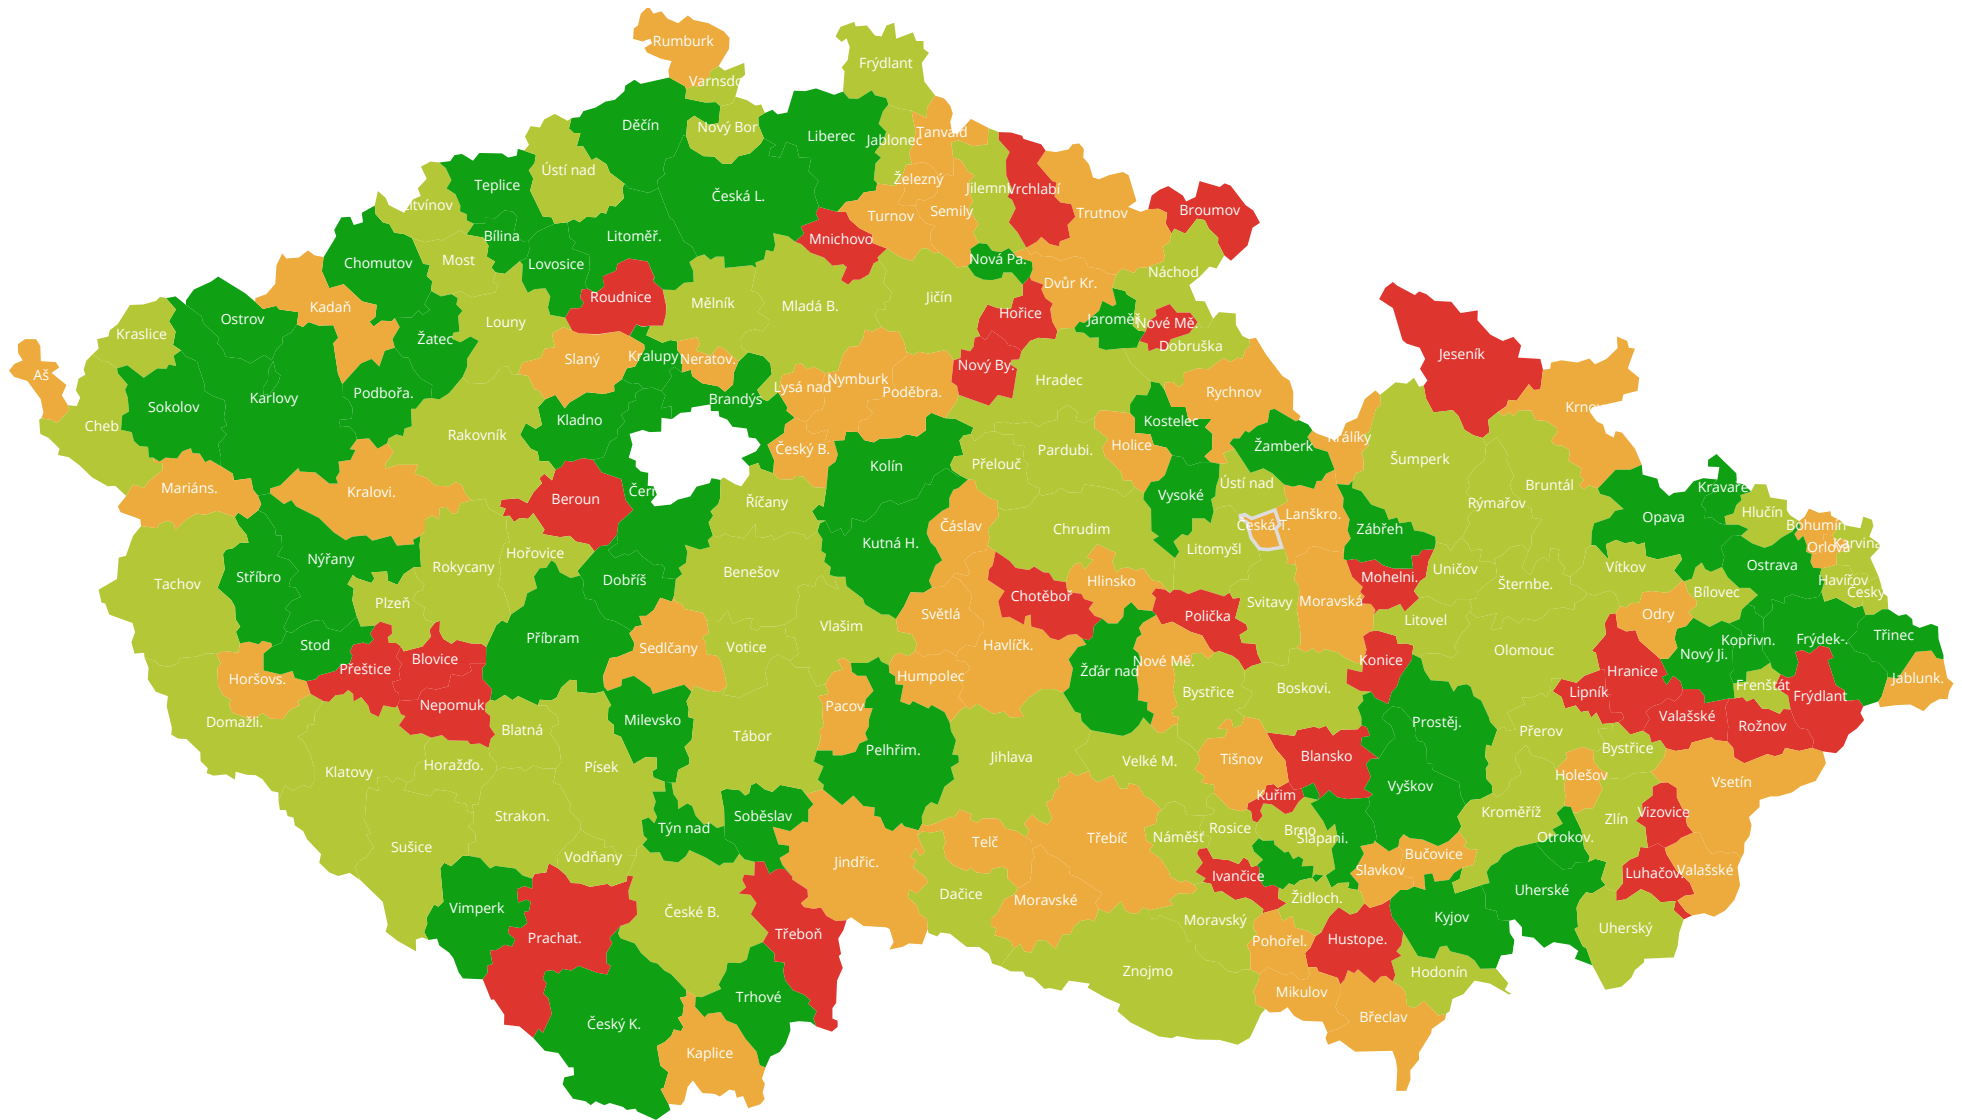 Rumburk
Frýdlant
Varnsdo
Děčín
Nový Bor
Liberec
Jablonec
Tanvald
Ústí nad
Teplice
Železný
Jilemni
Vrchlabí
Česká L.
Litvínov
Turnov
Semily
Trutnov
Broumov
Bílina
Litoměř.
Mnichovo
Chomutov
Most
Lovosice
Nová Pa.
Náchod
Roudnice
Mělník
Mladá B.
Jičín
Dvůr Kr.
Kadaň
Ostrov
Louny
Hořice
Jaroměř
Nové Mě.
Kraslice
Žatec
Dobruška
Slaný
Kralupy
Neratov.
Jeseník
Aš
Nový By.
Hradec
Lysá nad
Nymburk
Poděbra.
Rychnov
Podbořa.
Karlovy
Brandýs
Sokolov
Krnov
Cheb
Kladno
Kostelec
Rakovník
Holice
Žamberk
Králíky
Český B.
Pardubi.
Kolín
Přelouč
Šumperk
Mariáns.
Kralovi.
Beroun
Čern
Říčany
Vysoké
Ústí nad
Bruntál
Kravaře
Rýmařov
Hlučín
Opava
Čáslav
Chrudim
Česká T.
Lanškro.
Zábřeh
Bohumín
Kutná H.
Orlová
Karviná
Nýřany
Hořovice
Litomyšl
Rokycany
Stříbro
Tachov
Dobříš
Benešov
Uničov
Vítkov
Ostrava
Mohelni.
Havířov
Hlinsko
Šternbe.
Chotěboř
Český
Bílovec
Plzeň
Svitavy
Moravská
Světlá
Polička
Odry
Vlašim
Litovel
Příbram
Třinec
Frýdek-.
Kopřivn.
Stod
Votice
Sedlčany
Havlíčk.
Olomouc
Nový Ji.
Blovice
Konice
Nové Mě.
Přeštice
Žďár nad
Hranice
Humpolec
Horšovs.
Jablunk.
Frenštát
Boskovi.
Bystřice
Lipník
Frýdlant
Nepomuk
Pacov
Valašské
Milevsko
Domažli.
Prostěj.
Rožnov
Blatná
Přerov
Tábor
Pelhřim.
Bystřice
Jihlava
Blansko
Tišnov
Velké M.
Horažďo.
Písek
Klatovy
Holešov
Vsetín
Vyškov
Kuřim
Kroměříž
Vizovice
Strakon.
Soběslav
Zlín
Týn nad
Rosice
Brno
Šlapani.
Náměšť
Třebíč
Otrokov.
Telč
Sušice
Bučovice
Vodňany
Jindřic.
Slavkov
Valašské
Luhačov.
Ivančice
Uherské
Dačice
Židloch.
Moravské
Vimperk
České B.
Kyjov
Moravský
Uherský
Třeboň
Prachat.
Pohořel.
Hustope.
Znojmo
Hodonín
Mikulov
Trhové
Břeclav
Český K.
Kaplice